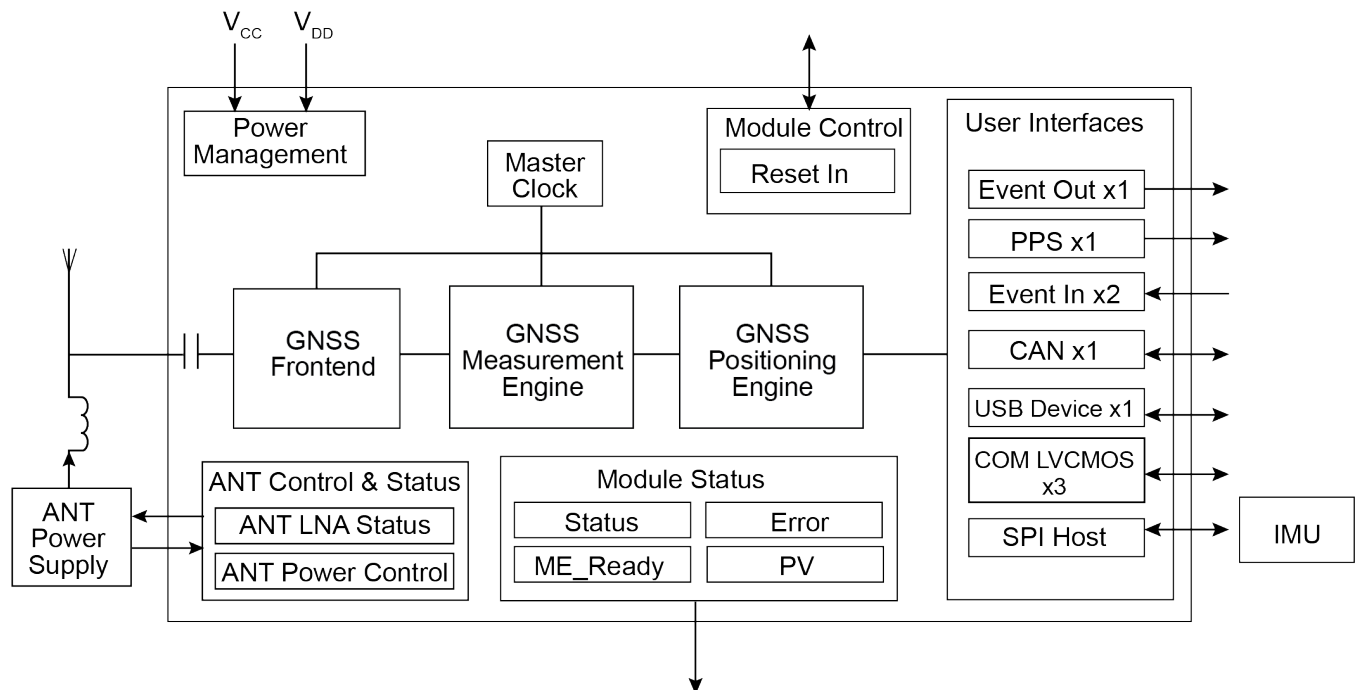 VCC
VDD
Power
Management
Master
Clock
Module Control
Reset In
User Interfaces
Event Out x1
PPS x1
Event In x2
CAN x1
USB Device x1
COM LVCMOS
x3
SPI Host
IMU
GNSS
Frontend
GNSS
Measurement
Engine
GNSS
Positioning
Engine
ANT
Power
Supply
ANT Control & Status
ANT LNA Status
ANT Power Control
Module Status
Status
Error
ME_Ready
PV